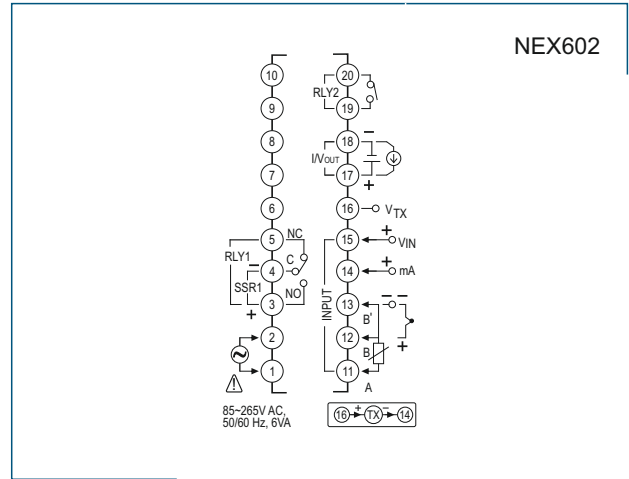 NEX602
10
9
8
7
6
5 NC
RLY1
4 C
SSR1
3 NO
2
1
85~265V AC,
50/60 Hz, 6VA
20
RLY2
19
18 −
I/VOUT
17 +
16 VTX
15 + VIN
14 + mA
INPUT
13 − −
B'
12 +
B
11
A
16 + TX − 14
− +